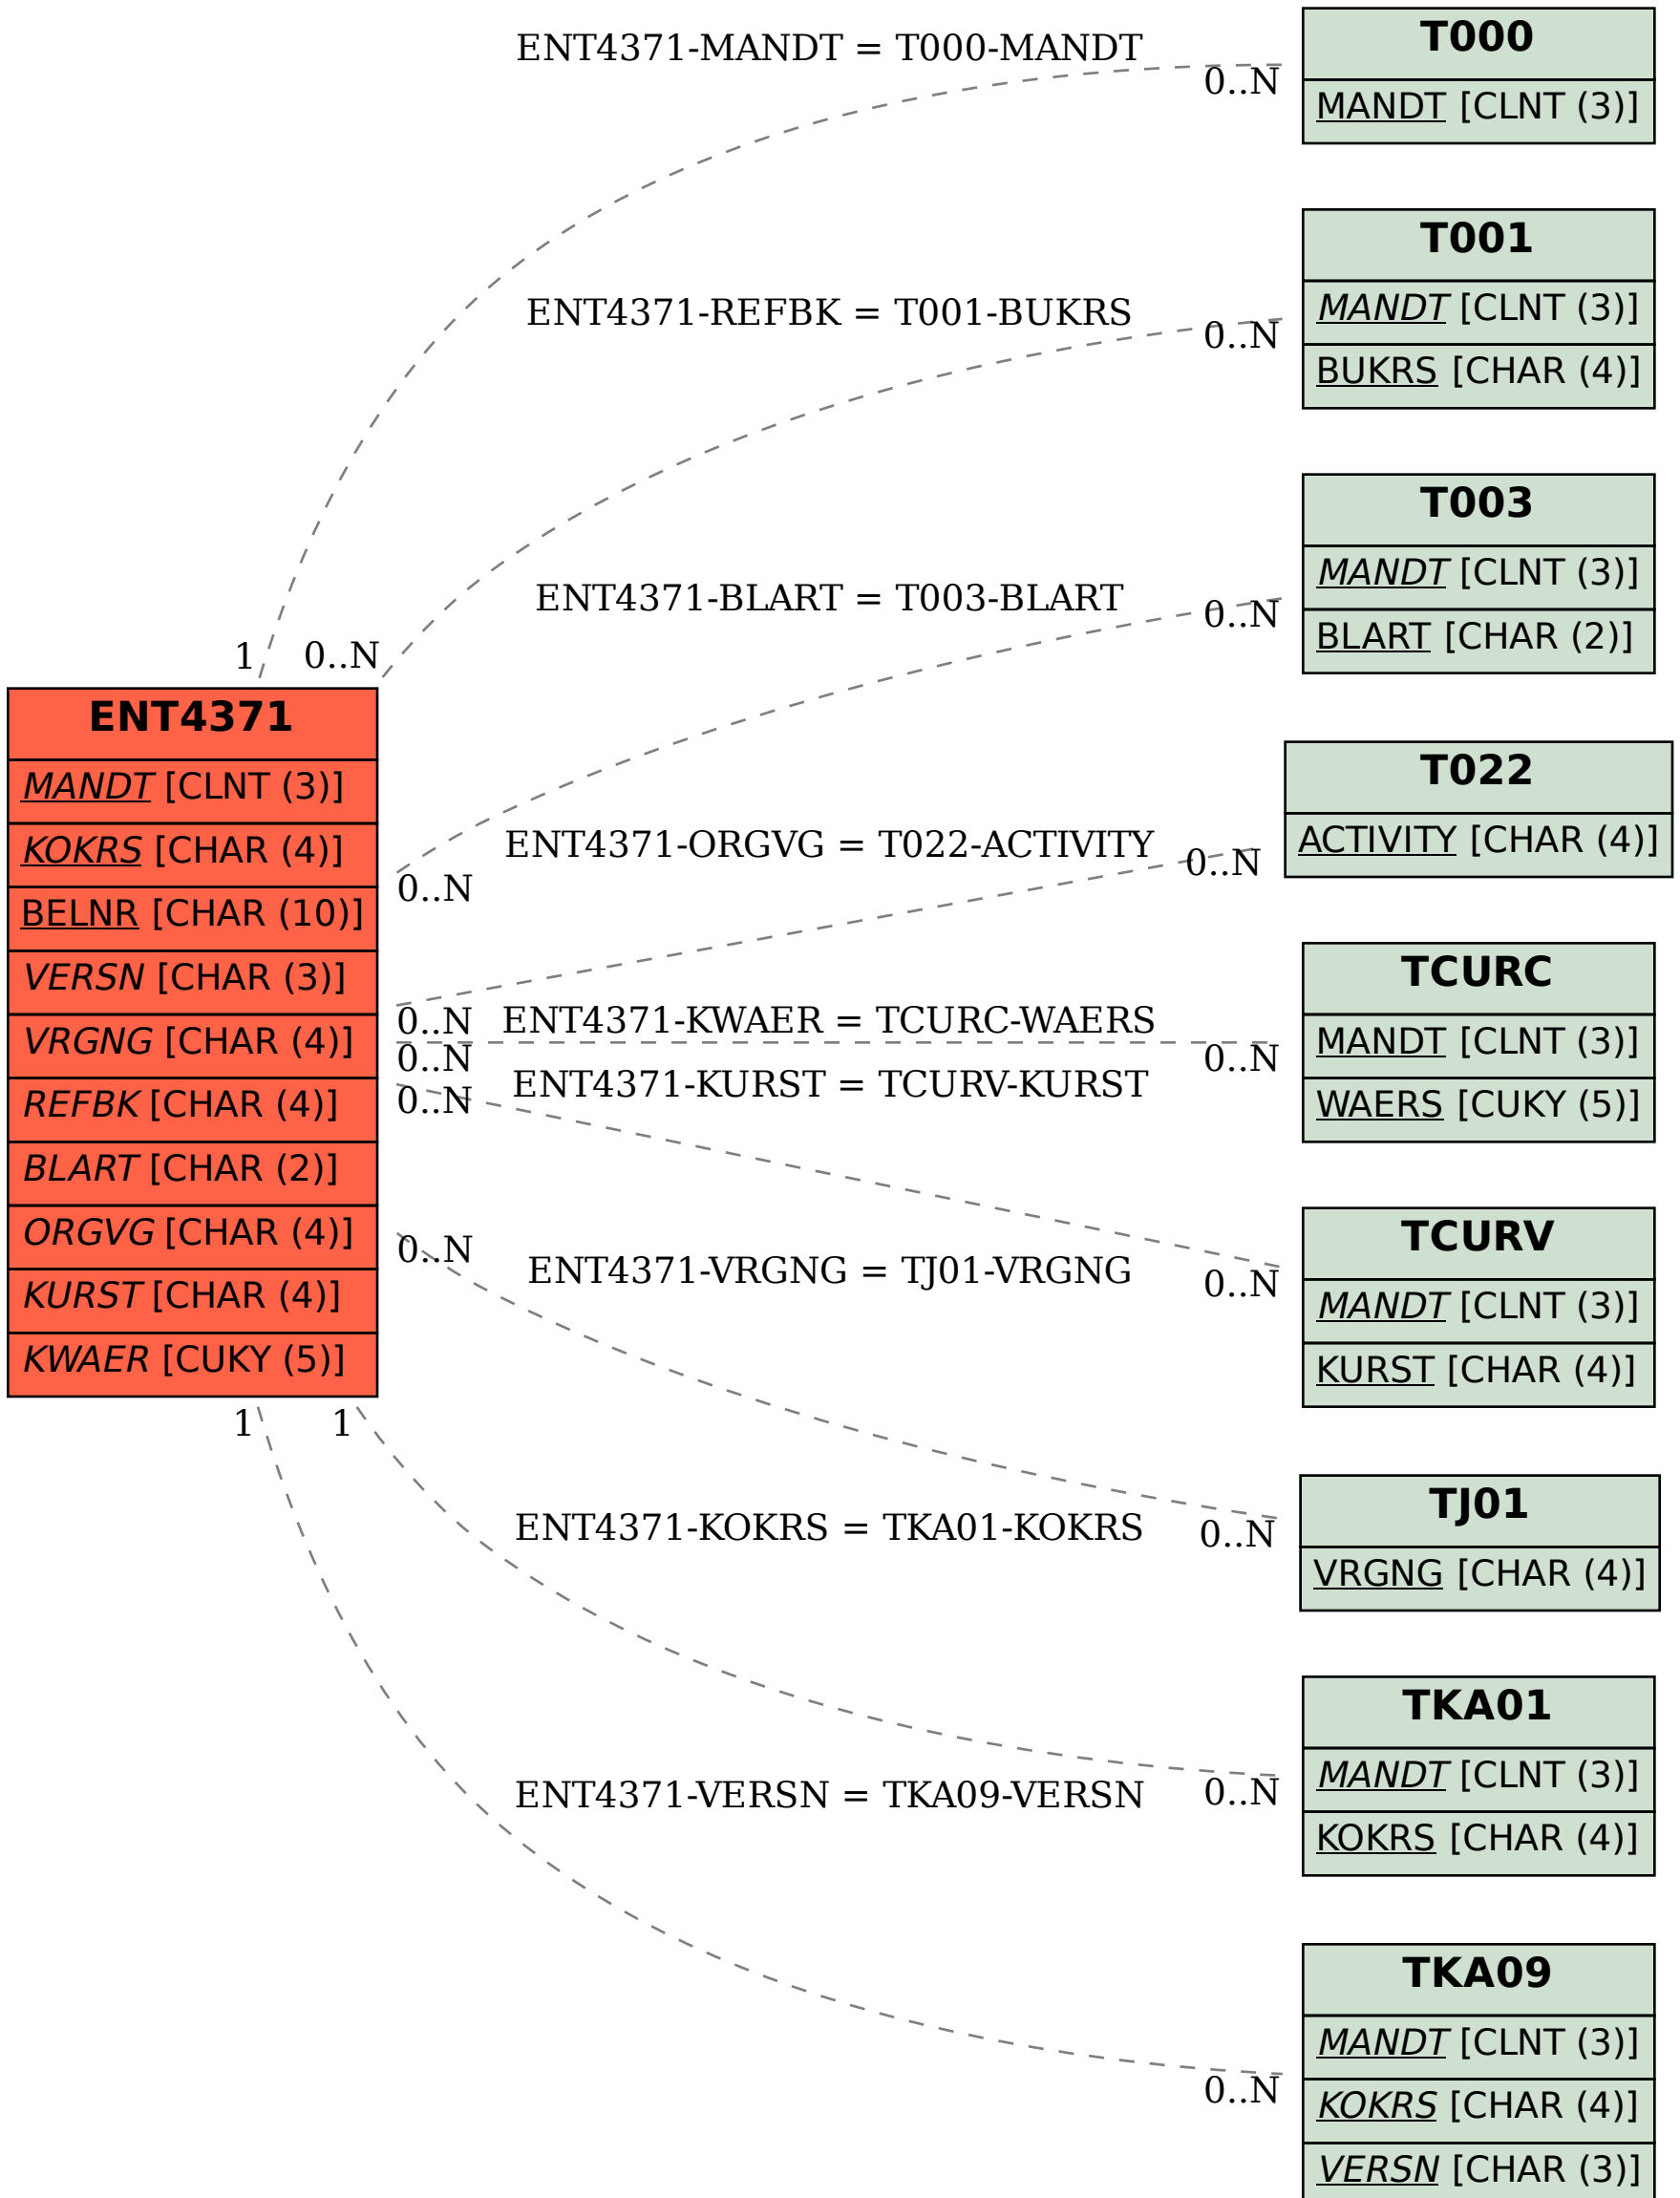 ENT4371-MANDT = T000-MANDT
0..N
T000
MANDT [CLNT (3)]
ENT4371-REFBK = T001-BUKRS
0..N
T001
MANDT [CLNT (3)]
BUKRS [CHAR (4)]
ENT4371-BLART = T003-BLART
0..N
T003
MANDT [CLNT (3)]
BLART [CHAR (2)]
1
0..N
ENT4371
MANDT [CLNT (3)]
KOKRS [CHAR (4)]
BELNR [CHAR (10)]
VERSN [CHAR (3)]
VRGNG [CHAR (4)]
REFBK [CHAR (4)]
BLART [CHAR (2)]
ORGVG [CHAR (4)]
KURST [CHAR (4)]
KWAER [CUKY (5)]
0..N
ENT4371-ORGVG = T022-ACTIVITY
0..N
T022
ACTIVITY [CHAR (4)]
0..N
ENT4371-KWAER = TCURC-WAERS
0..N
0..N
TCURC
MANDT [CLNT (3)]
WAERS [CUKY (5)]
0..N
ENT4371-KURST = TCURV-KURST
0..N
TCURV
MANDT [CLNT (3)]
KURST [CHAR (4)]
0..N
ENT4371-VRGNG = TJ01-VRGNG
0..N
TJ01
VRGNG [CHAR (4)]
1
1
ENT4371-KOKRS = TKA01-KOKRS
0..N
TKA01
MANDT [CLNT (3)]
KOKRS [CHAR (4)]
ENT4371-VERSN = TKA09-VERSN
0..N
TKA09
MANDT [CLNT (3)]
KOKRS [CHAR (4)]
VERSN [CHAR (3)]